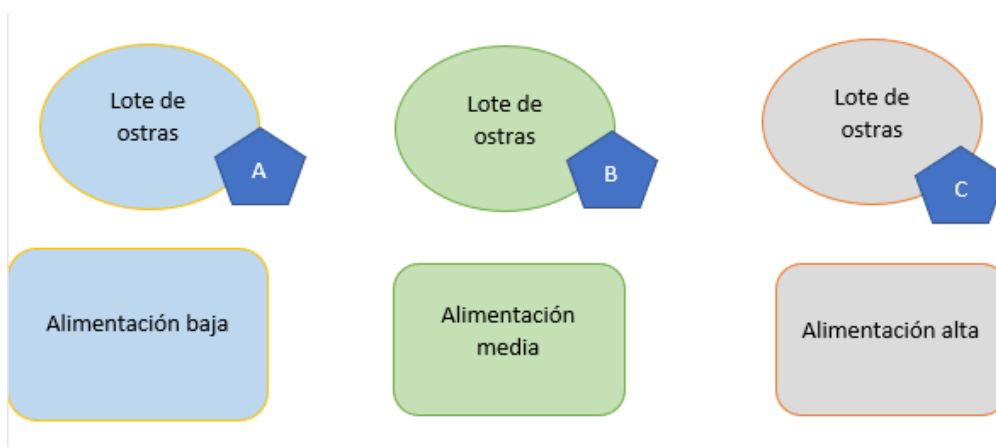 Lote de
ostras
A
Lote de
ostras
B
Lote de
ostras
C
Alimentación baja
Alimentación
media
Alimentación alta